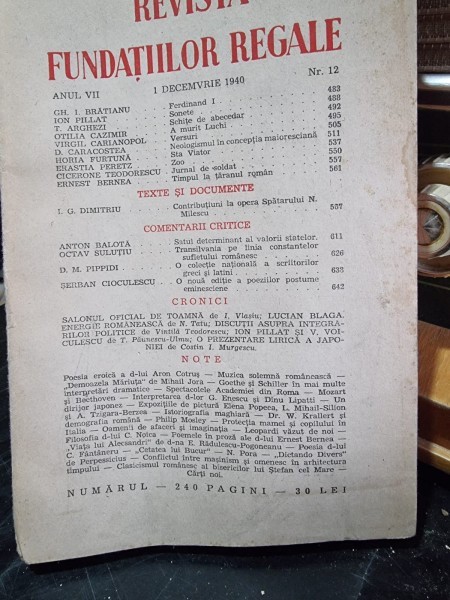 REVISTA
FUNDAȚIILOR REGALE
ANUL VII 1 DECEMVRIE 1940 Nr. 12
GH. I. BRĂTIANU Ferdinand I 483
ION PILLAT Sonete 488
T. ARGHEZI Schițe de abecedar 492
OTILIA CAZIMIR A murit Luchi 495
VIRGIL CARIANOPOL Versuri 505
D. CARACOSTEA Neologismul în concepția maioresciană 511
HORIA FURTUNĂ Sta Viator 537
ERASTIA PERETZ Zoo 550
CICERONE TEODORESCU Jurnal de soldat 557
ERNEST BERNEA Timpul la țăranul român 561
TEXTE ȘI DOCUMENTE
I. G. DIMITRIU Contribuțiuni la opera Spătarului N.
Milescu 587
COMENTARII CRITICE
ANTON BALOTĂ Satul determinant al valorii statelor. 611
OCTAV ȘULUȚIU Transilvania pe linia constantelor
sufletului românesc 626
D. M. PIPPIDI O colecție națională a scriitorilor
greci și latini 633
ȘERBAN CIOCULESCU O nouă ediție a poeziilor postume
eminesciene 642
CRONICI
SALONUL OFICIAL DE TOAMNĂ de I. Vlasiu; LUCIAN BLAGA.
ENERGIE ROMÂNEASCĂ de N. Tatu; DISCUȚII ASUPRA INTEGRĂ-
RILOR POLITICE de Vintilă Teodorescu; ION PILLAT ȘI V. VOI-
CULESCU de T. Păunescu-Ulmu; O PREZENTARE LIRICĂ A JAPO-
NIEI de Costin I. Murgescu.
NOTE
Poesia eroică a d-lui Aron Cotruș — Muzica solemnă românească —
„Demoazela Măriuța" de Mihail Jora — Goethe și Schiller în mai multe
interpretări dramatice — Spectacolele Academiei din Roma — Mozart
și Beethoven — Interpretarea d-lor G. Enescu și Dinu Lipatti — Un
dirijor japonez — Expozițiile de pictură Elena Popeea, L. Mihail-Silion
și A. Tzigara-Berza — Istoriografia maghiară — Dr. W. Krallert și
demografia română — Philip Mosley — Protecția mamei și copilului în
Italia — Oameni de afaceri și imaginația — Leopardi văzut de noi —
Filosofia d-lui C. Noica — Poemele în proză ale d-lui Ernest Bernea —
„Viața lui Alecsandri" de d-na E. Rădulescu-Pogoneanu — Poesia d-lui
C. Fântâneru — „Cetatea lui Bucur" — N. Pora — „Dictando Divers"
de Perpessicius — Conflictul între mașinism și omenesc în arhitectura
timpului — Clasicismul românesc al bisericilor lui Ștefan cel Mare —
Cărți noi.
NUMĂRUL — 240 PAGINI — 30 LEI